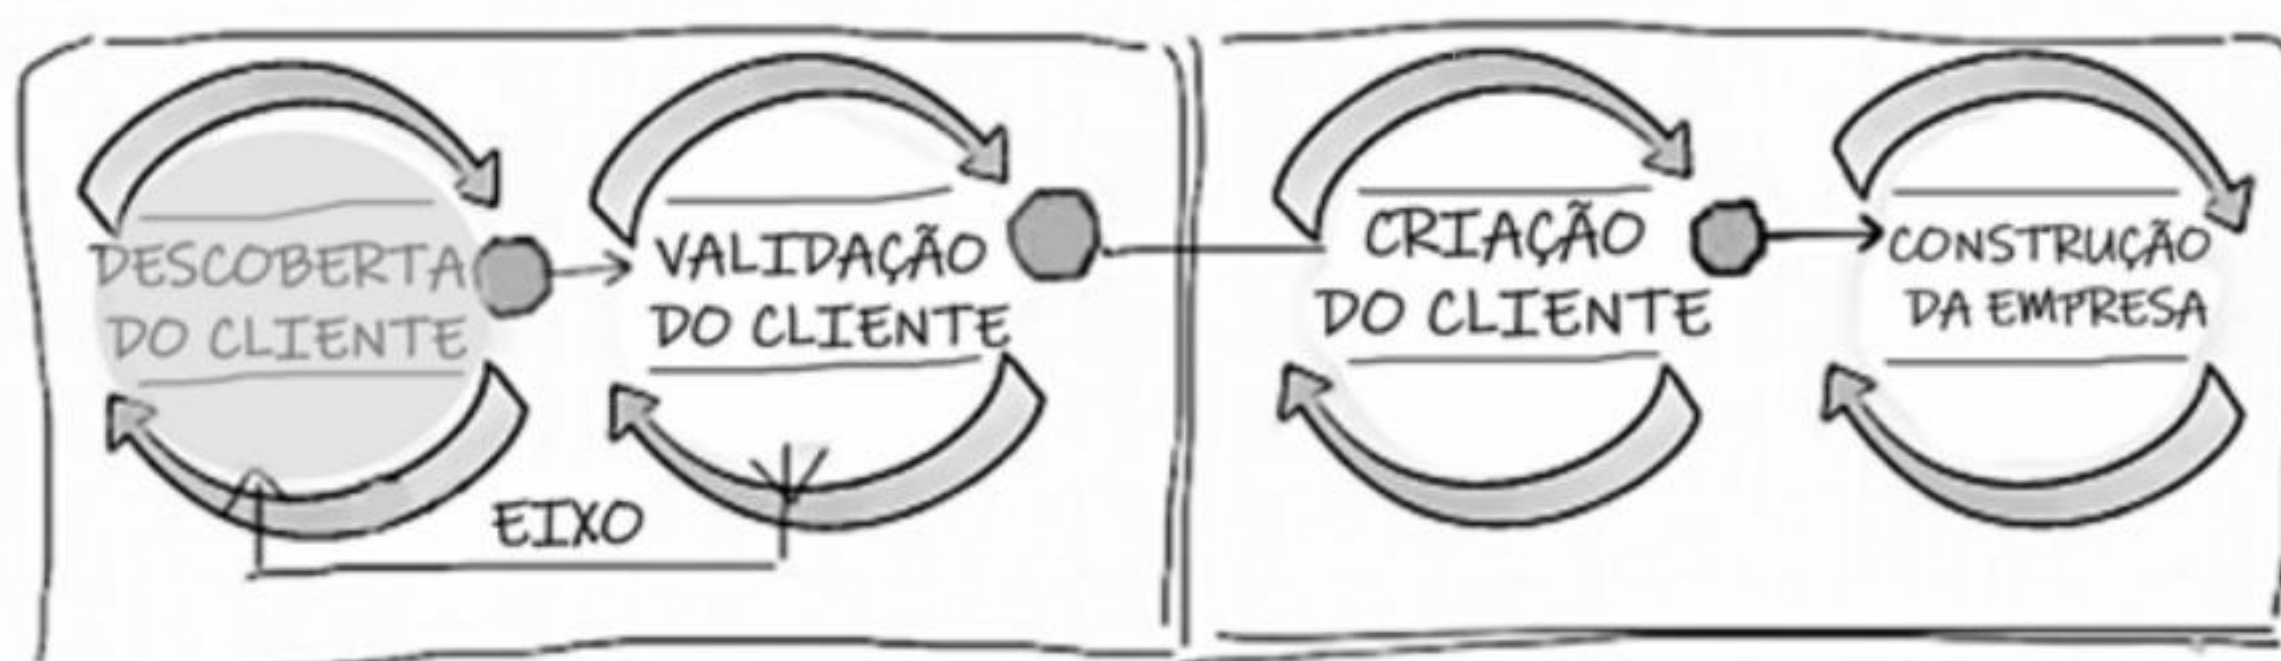 DESCOBERTA
DO CLIENTE
VALIDAÇÃO
DO CLIENTE
EIXO
CRIAÇÃO
DO CLIENTE
CONSTRUÇÃO
DA EMPRESA